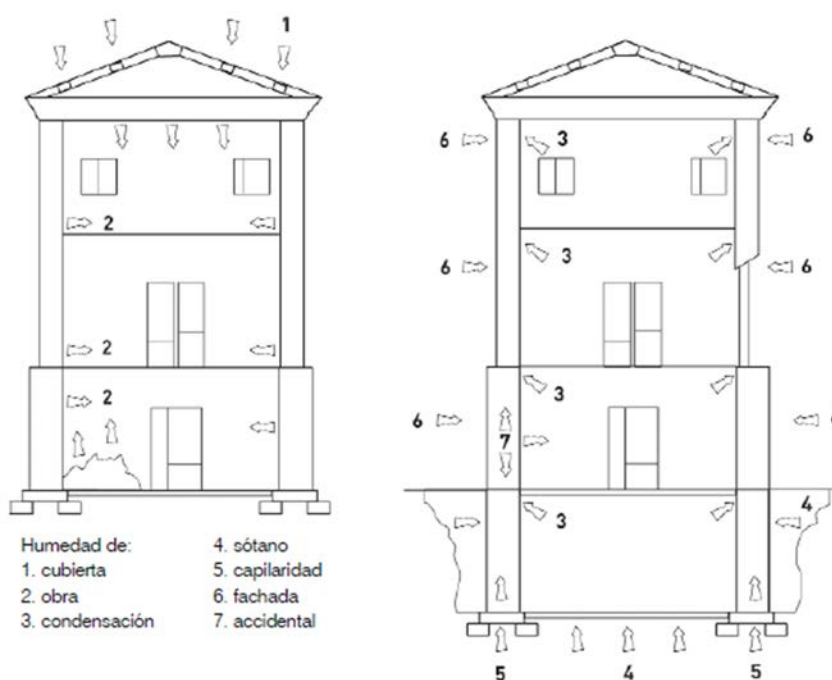 1
2
2
2
6 3 6
6 3 6
3
6
7
3 4
5 4 5
Humedad de:
1. cubierta
2. obra
3. condensación
4. sótano
5. capilaridad
6. fachada
7. accidental